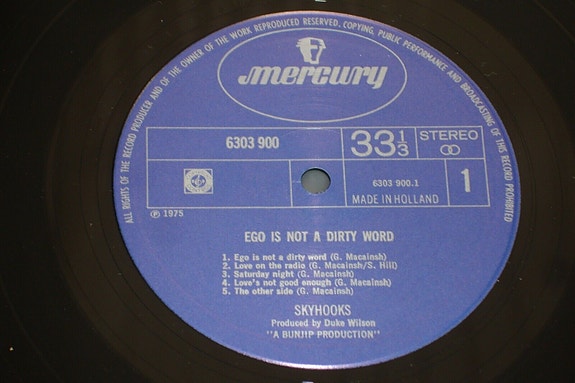 ALL RIGHTS OF THE RECORD PRODUCER AND OF THE OWNER OF THE WORK REPRODUCED RESERVED. COPYING, PUBLIC PERFORMANCE AND BROADCASTING OF THIS RECORD PROHIBITED
mercury
6303 900
33 1/3
STEREO
6303 900.1
MADE IN HOLLAND
1
℗ 1975
EGO IS NOT A DIRTY WORD
1. Ego is not a dirty word (G. Macainsh)
2. Love on the radio (G. Macainsh/S. Hill)
3. Saturday night (G. Macainsh)
4. Love's not good enough (G. Macainsh)
5. The other side (G. Macainsh)
SKYHOOKS
Produced by Duke Wilson
"A BUNJIP PRODUCTION"